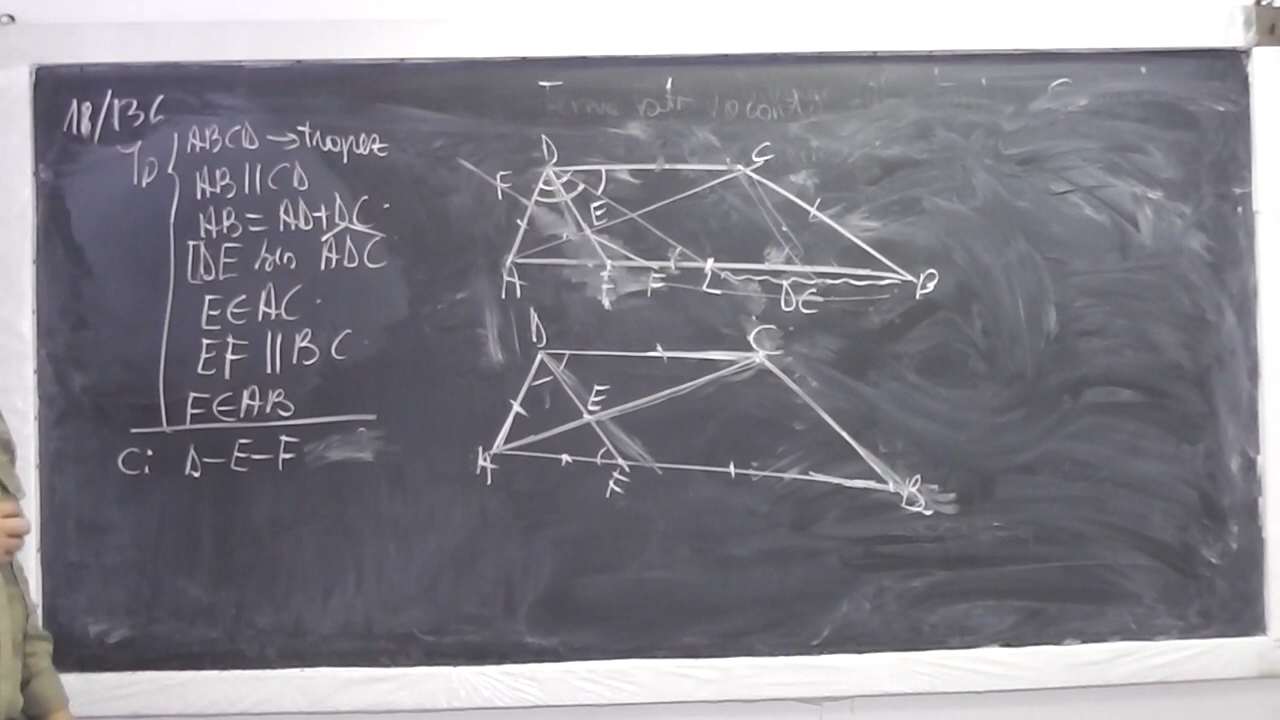 18/136
Ip
ABCD → trapez
AB || CD
AB = AD+DC
[DE bis ADC
E∈AC
EF || BC
F∈AB
C: D-E-F
D C
F
E
A E F L DC B
D C
E
A F B